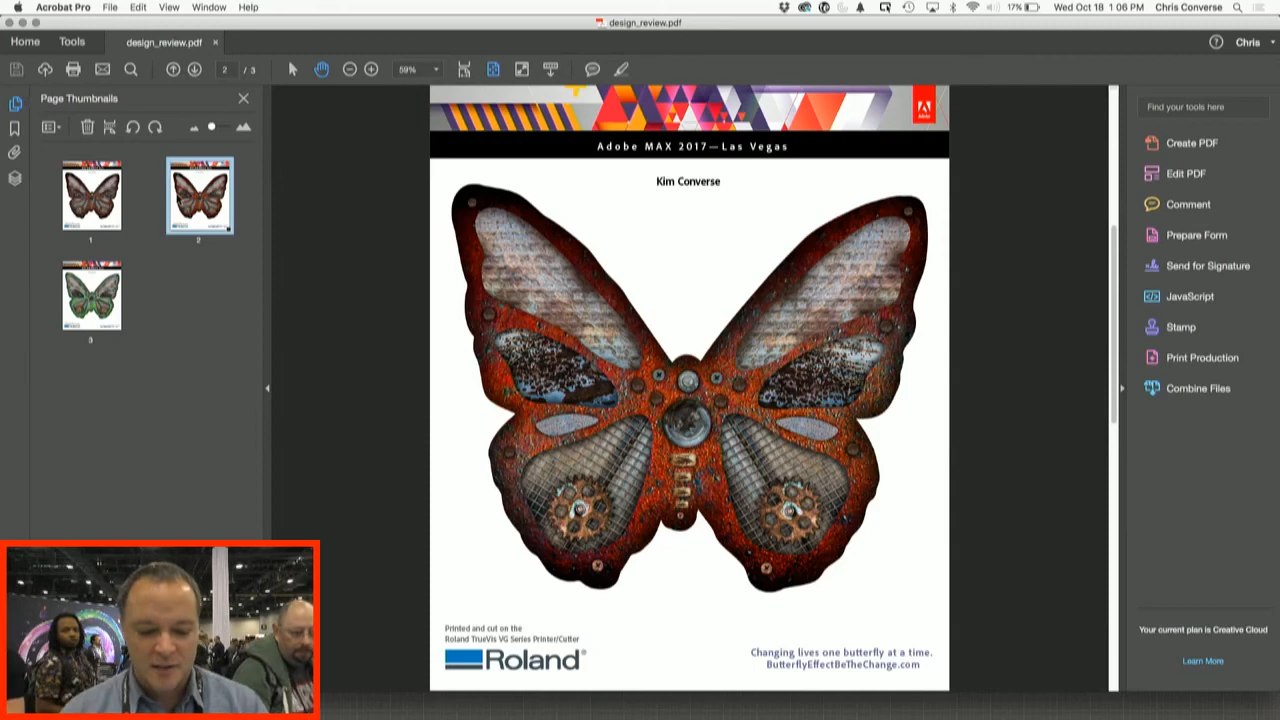 Acrobat Pro File Edit View Window Help
17% Wed Oct 18 1:06 PM Chris Converse
design_review.pdf
Home Tools design_review.pdf × Chris
2 / 3 59%
Page Thumbnails
1
2
3
Adobe MAX 2017—Las Vegas
Adobe
Kim Converse
Printed and cut on the
Roland TrueVis VG Series Printer/Cutter
Roland®
Changing lives one butterfly at a time.
ButterflyEffectBeTheChange.com
Find your tools here
Create PDF
Edit PDF
Comment
Prepare Form
Send for Signature
JavaScript
Stamp
Print Production
Combine Files
Your current plan is Creative Cloud
Learn More